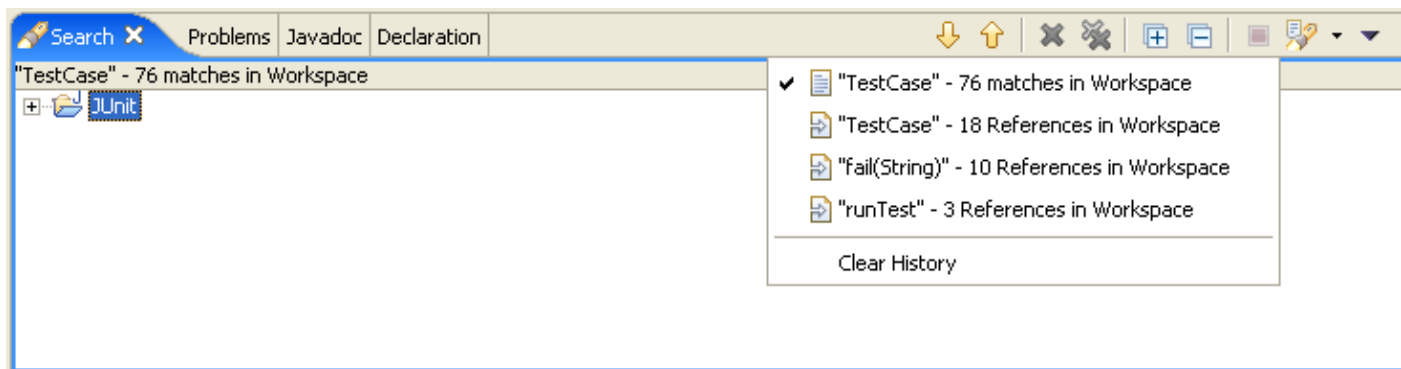 Search Problems Javadoc Declaration
"TestCase" - 76 matches in Workspace
JUnit
"TestCase" - 76 matches in Workspace
"TestCase" - 18 References in Workspace
"fail(String)" - 10 References in Workspace
"runTest" - 3 References in Workspace
Clear History